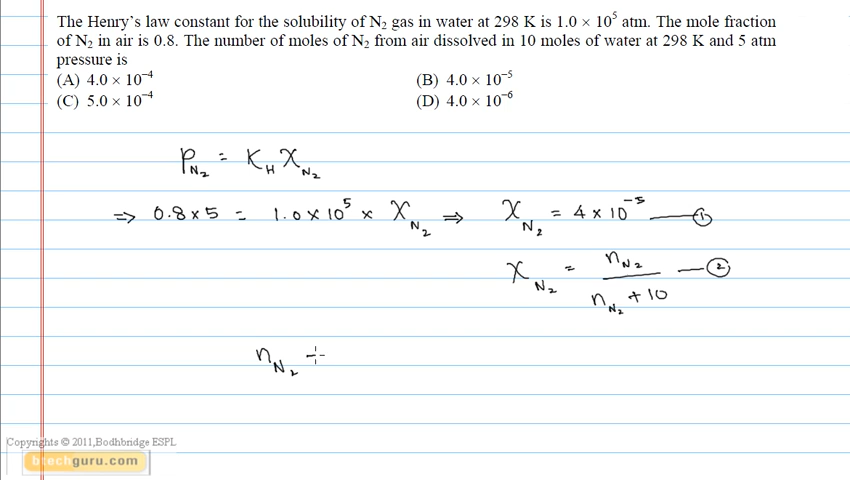 The Henry's law constant for the solubility of N₂ gas in water at 298 K is 1.0 × 10⁵ atm. The mole fraction
of N₂ in air is 0.8. The number of moles of N₂ from air dissolved in 10 moles of water at 298 K and 5 atm
pressure is
(A) 4.0 × 10⁻⁴ (B) 4.0 × 10⁻⁵
(C) 5.0 × 10⁻⁴ (D) 4.0 × 10⁻⁶
P_N₂ = K_H X_N₂
⇒ 0.8 × 5 = 1.0 × 10⁵ × X_N₂ ⇒ X_N₂ = 4 × 10⁻⁵ —①
X_N₂ = n_N₂ / (n_N₂ + 10) —②
n_N₂
Copyrights © 2011,Bodhbridge ESPL
btechguru.com